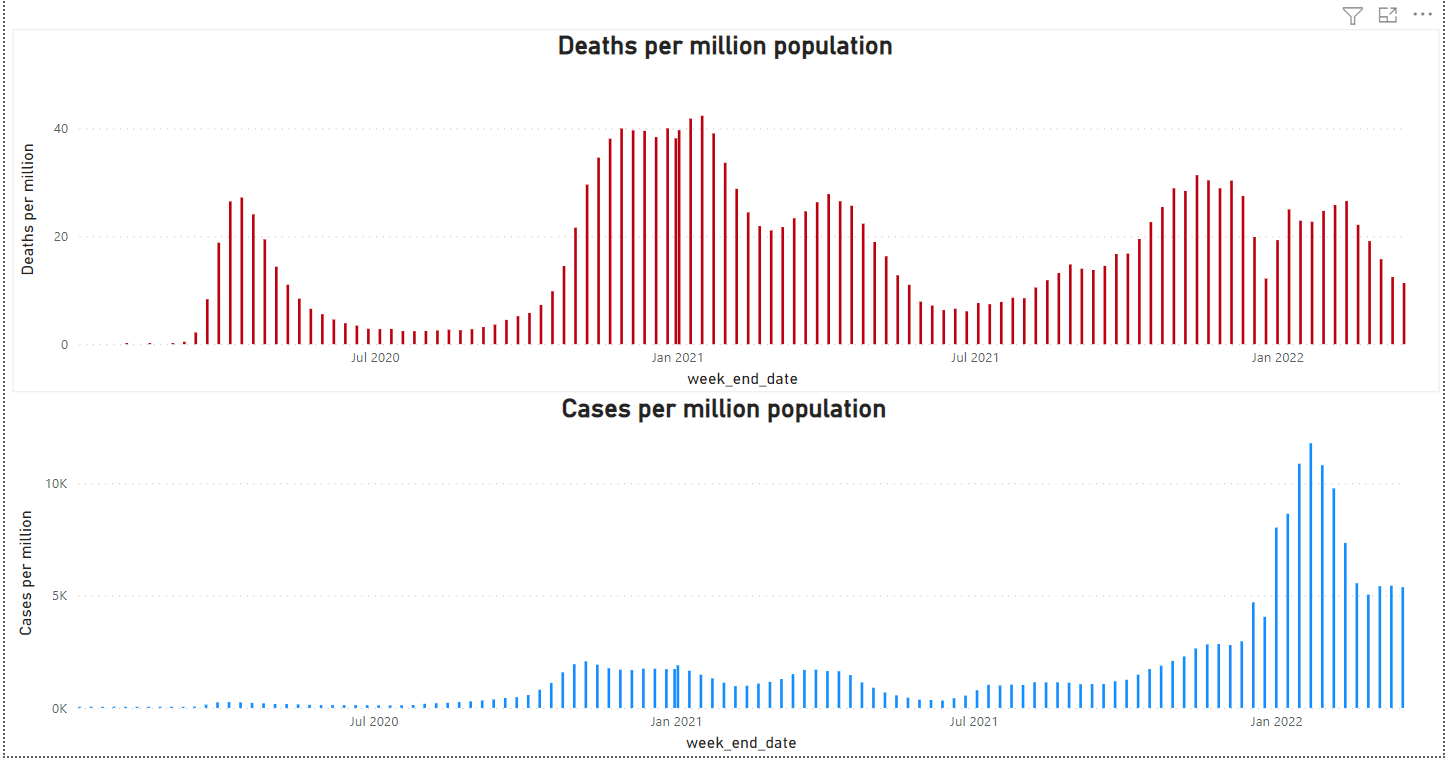 Deaths per million population
Deaths per million
40
20
0
Jul 2020
Jan 2021
Jul 2021
Jan 2022
week_end_date
Cases per million population
Cases per million
10K
5K
0K
Jul 2020
Jan 2021
Jul 2021
Jan 2022
week_end_date